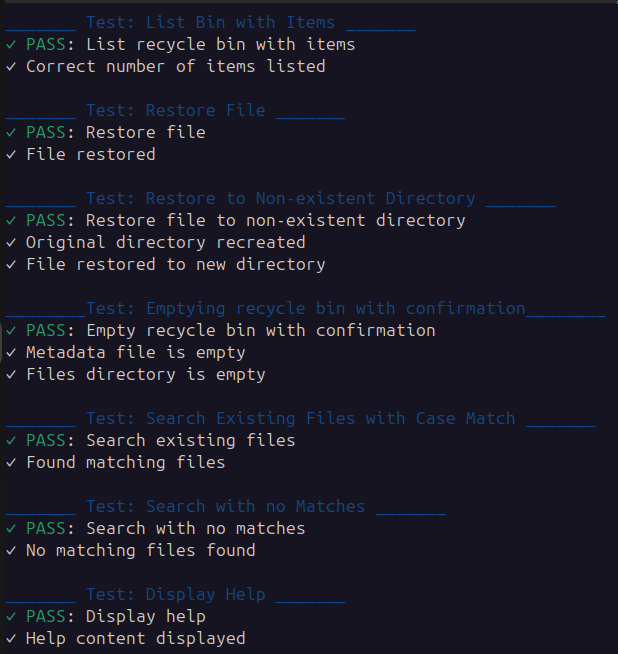 _______ Test: List Bin with Items _______
✓ PASS: List recycle bin with items
✓ Correct number of items listed
_______ Test: Restore File _______
✓ PASS: Restore file
✓ File restored
_______ Test: Restore to Non-existent Directory _______
✓ PASS: Restore file to non-existent directory
✓ Original directory recreated
✓ File restored to new directory
________Test: Emptying recycle bin with confirmation________
✓ PASS: Empty recycle bin with confirmation
✓ Metadata file is empty
✓ Files directory is empty
_______ Test: Search Existing Files with Case Match _______
✓ PASS: Search existing files
✓ Found matching files
_______ Test: Search with no Matches _______
✓ PASS: Search with no matches
✓ No matching files found
_______ Test: Display Help _______
✓ PASS: Display help
✓ Help content displayed